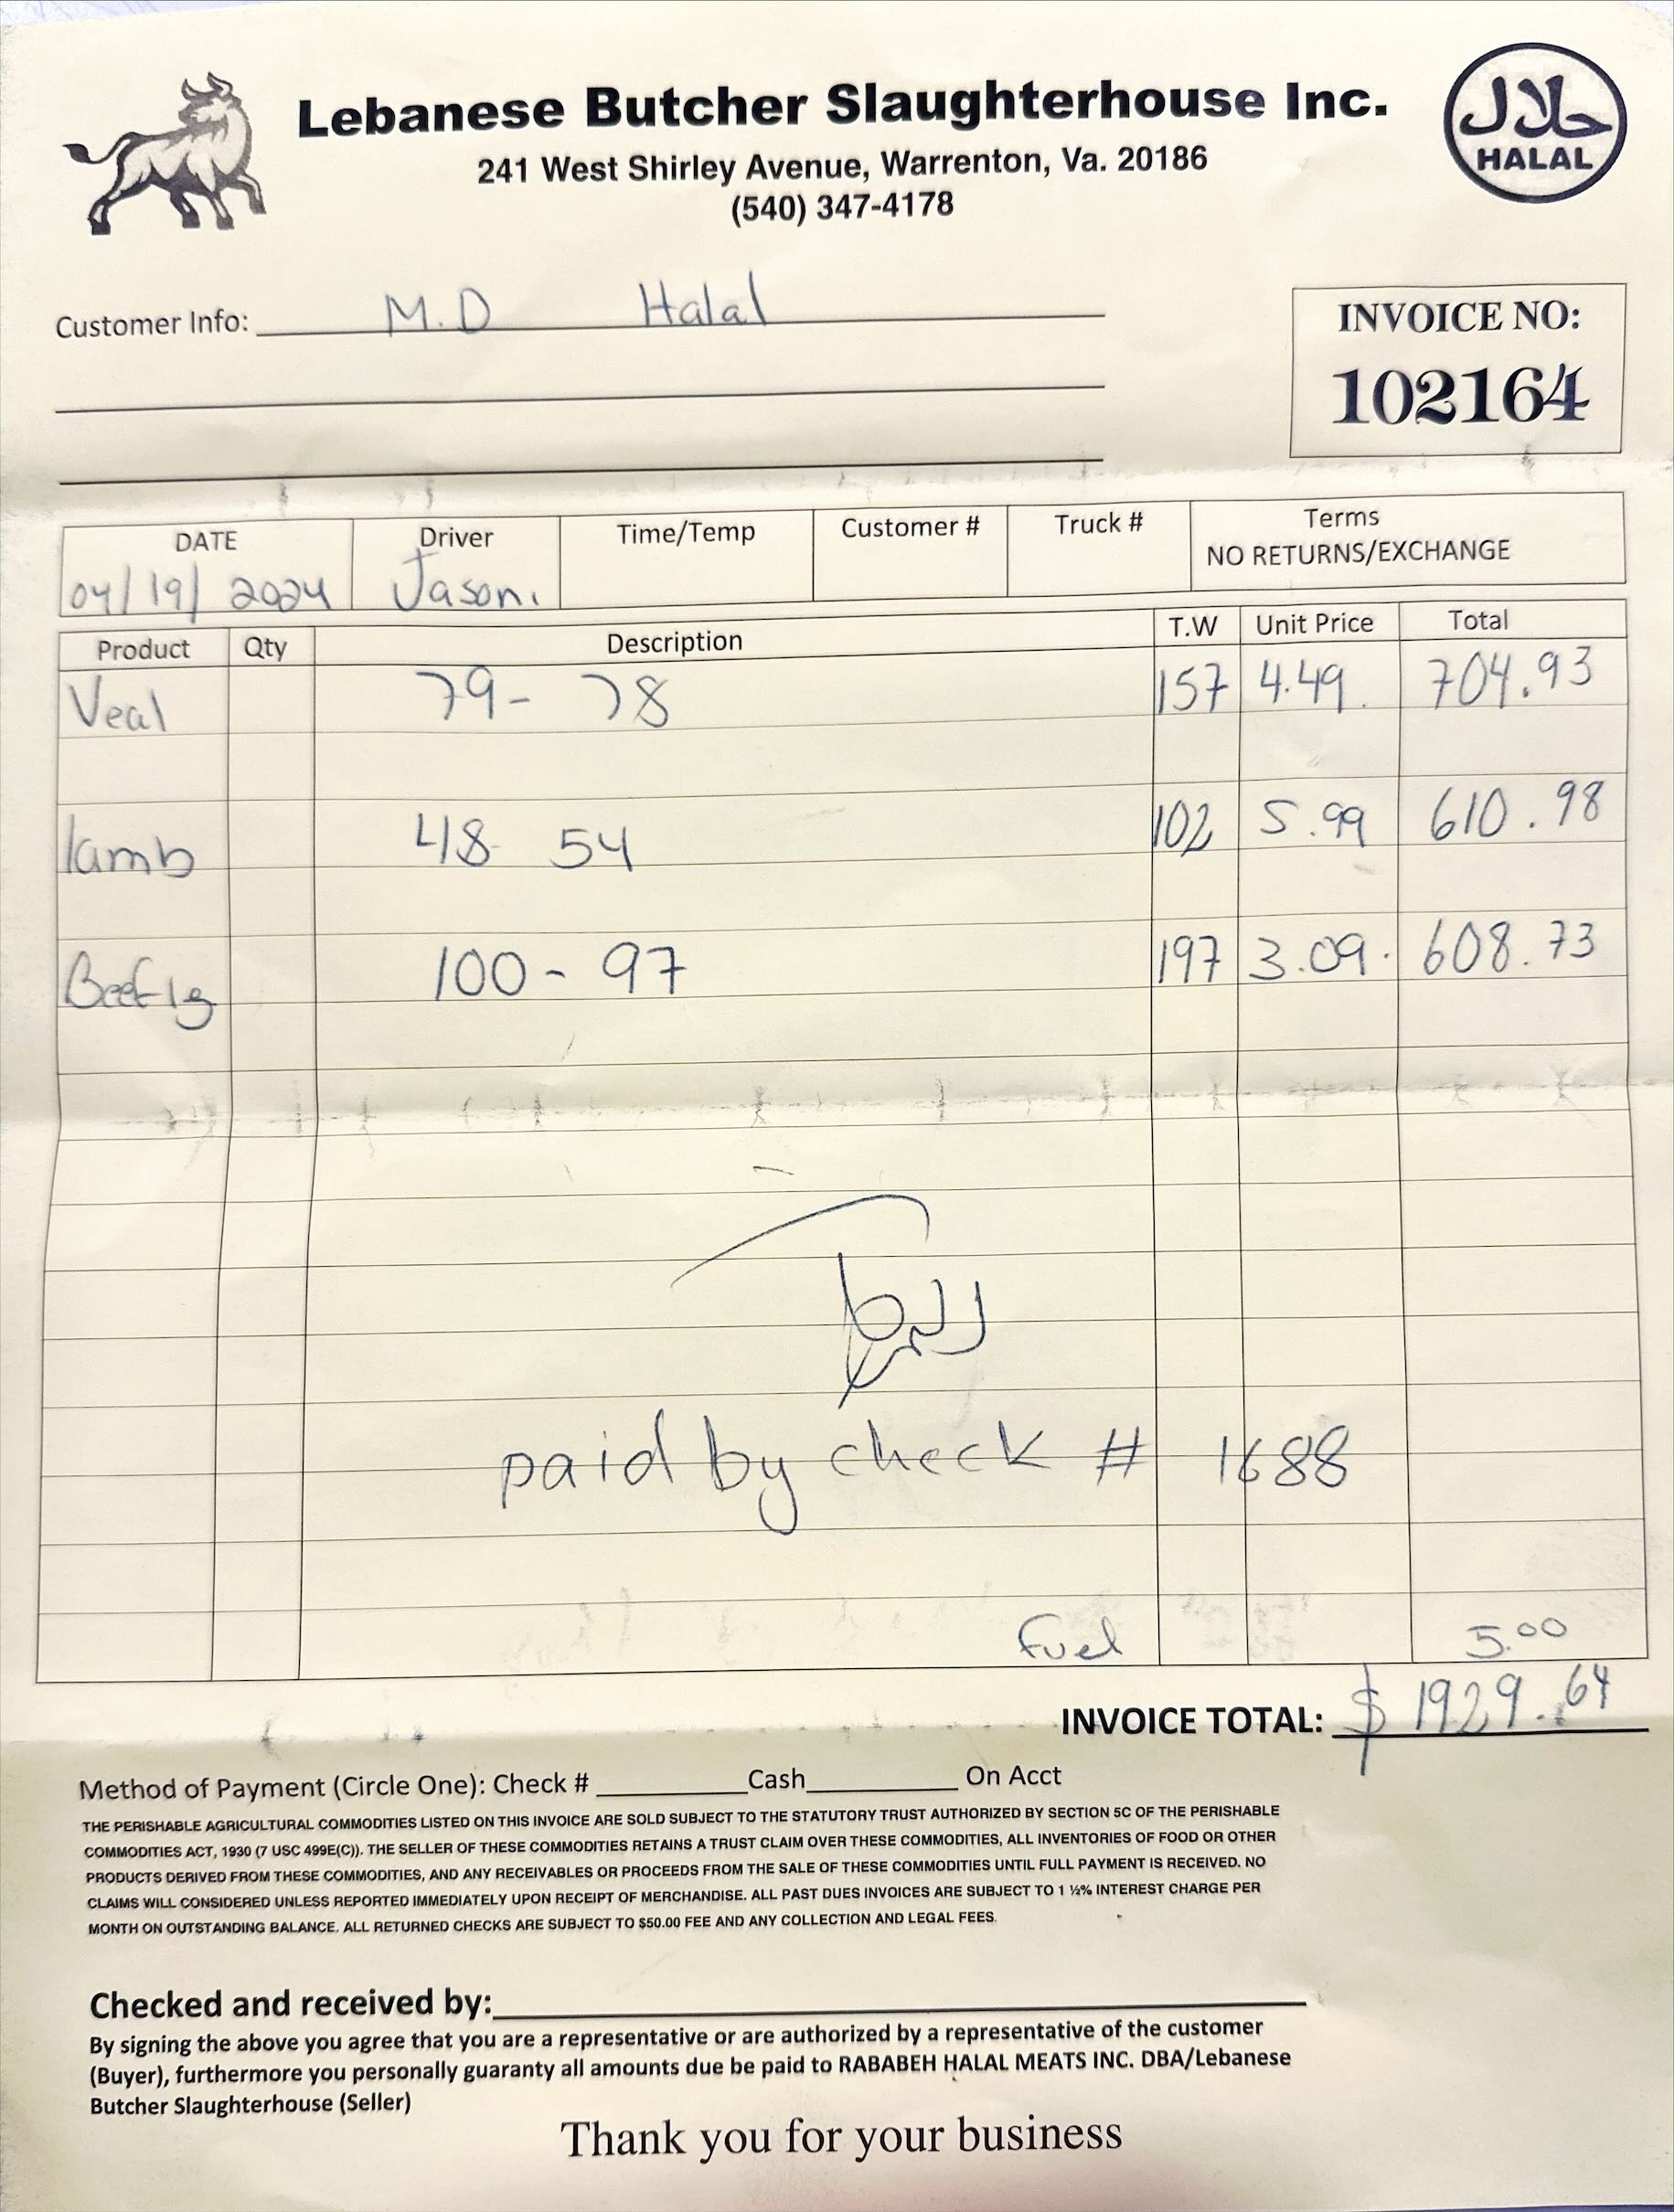 Lebanese Butcher Slaughterhouse Inc.
241 West Shirley Avenue, Warrenton, Va. 20186
(540) 347-4178
حلال
HALAL
Customer Info: M.D Halal
INVOICE NO:
102164
DATE Driver Time/Temp Customer # Truck # Terms
NO RETURNS/EXCHANGE
04/19/2024 Jason.
Product Qty Description T.W Unit Price Total
Veal 79- 78 157 4.49. 704.93
lamb 48 54 102 5.99 610.98
Beef lg 100- 97 197 3.09. 608.73
paid by check # 1688
Fuel 5.00
INVOICE TOTAL: $ 1929.64
Method of Payment (Circle One): Check # Cash On Acct
THE PERISHABLE AGRICULTURAL COMMODITIES LISTED ON THIS INVOICE ARE SOLD SUBJECT TO THE STATUTORY TRUST AUTHORIZED BY SECTION 5C OF THE PERISHABLE
COMMODITIES ACT, 1930 (7 USC 499E(C)). THE SELLER OF THESE COMMODITIES RETAINS A TRUST CLAIM OVER THESE COMMODITIES, ALL INVENTORIES OF FOOD OR OTHER
PRODUCTS DERIVED FROM THESE COMMODITIES, AND ANY RECEIVABLES OR PROCEEDS FROM THE SALE OF THESE COMMODITIES UNTIL FULL PAYMENT IS RECEIVED. NO
CLAIMS WILL CONSIDERED UNLESS REPORTED IMMEDIATELY UPON RECEIPT OF MERCHANDISE. ALL PAST DUES INVOICES ARE SUBJECT TO 1 ½% INTEREST CHARGE PER
MONTH ON OUTSTANDING BALANCE. ALL RETURNED CHECKS ARE SUBJECT TO $50.00 FEE AND ANY COLLECTION AND LEGAL FEES.
Checked and received by:
By signing the above you agree that you are a representative or are authorized by a representative of the customer
(Buyer), furthermore you personally guaranty all amounts due be paid to RABABEH HALAL MEATS INC. DBA/Lebanese
Butcher Slaughterhouse (Seller)
Thank you for your business